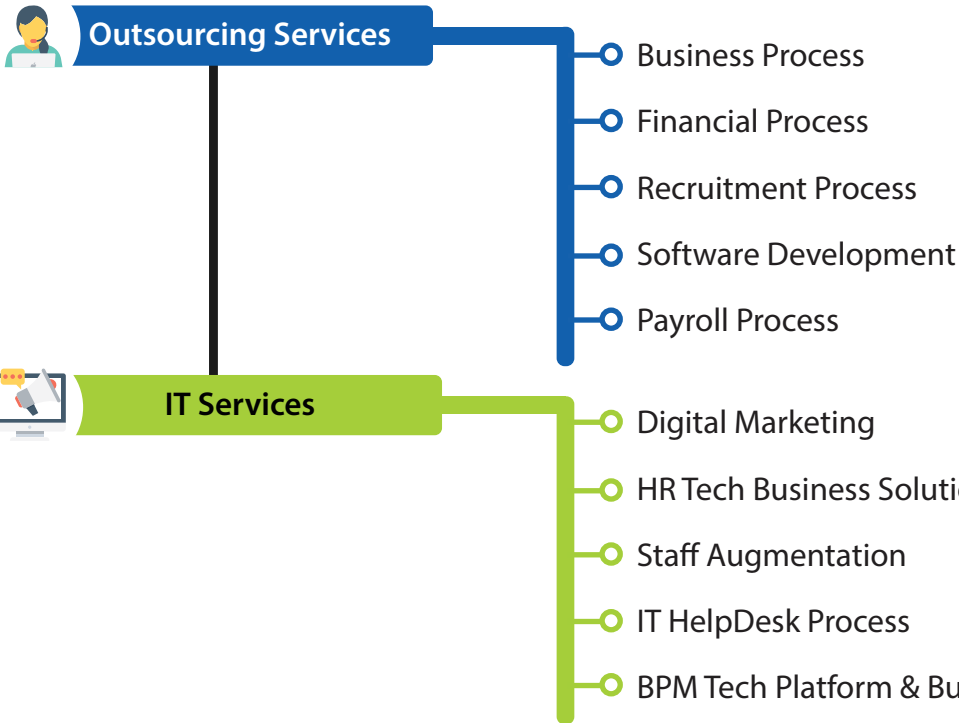 Outsourcing Services
Business Process
Financial Process
Recruitment Process
Software Development
Payroll Process
IT Services
Digital Marketing
HR Tech Business
Staff Augmentation
IT HelpDesk Process
BPM Tech Platform &